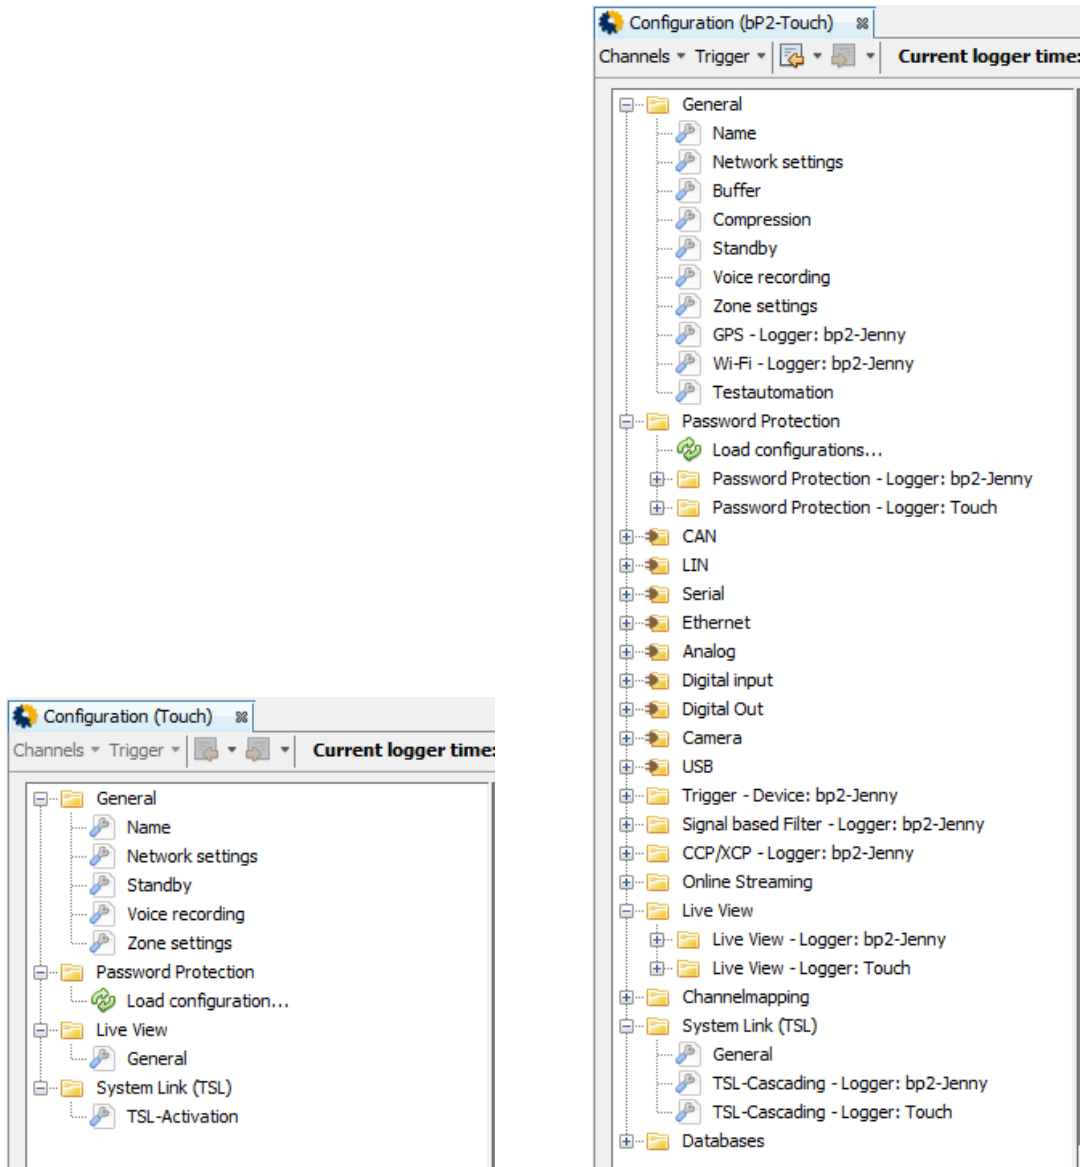 Configuration (Touch)
Channels Trigger Current logger time:
General
Name
Network settings
Standby
Voice recording
Zone settings
Password Protection
Load configuration...
Live View
General
System Link (TSL)
TSL-Activation
Configuration (bP2-Touch)
Channels Trigger Current logger time:
General
Name
Network settings
Buffer
Compression
Standby
Voice recording
Zone settings
GPS - Logger: bp2-Jenny
Wi-Fi - Logger: bp2-Jenny
Testautomation
Password Protection
Load configurations...
Password Protection - Logger: bp2-Jenny
Password Protection - Logger: Touch
CAN
LIN
Serial
Ethernet
Analog
Digital input
Digital Out
Camera
USB
Trigger - Device: bp2-Jenny
Signal based Filter - Logger: bp2-Jenny
CCP/XCP - Logger: bp2-Jenny
Online Streaming
Live View
Live View - Logger: bp2-Jenny
Live View - Logger: Touch
Channelmapping
System Link (TSL)
General
TSL-Cascading - Logger: bp2-Jenny
TSL-Cascading - Logger: Touch
Databases